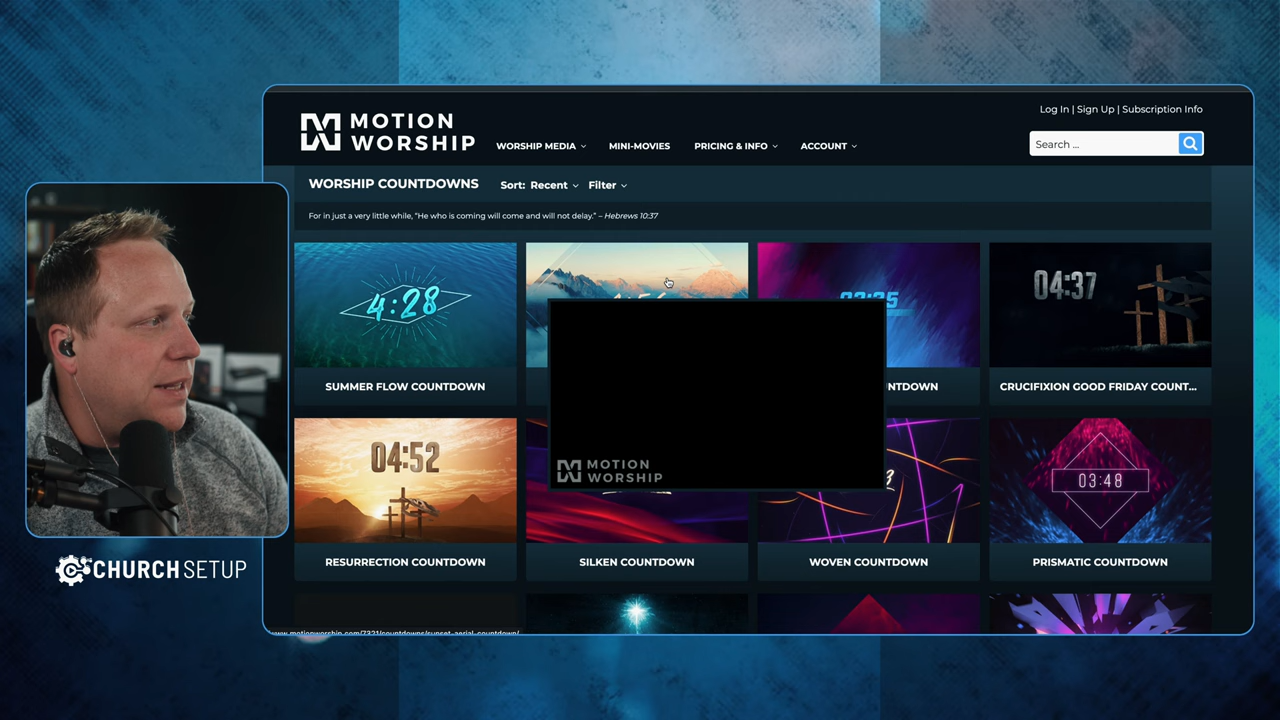 Log In | Sign Up | Subscription Info
MOTION
WORSHIP
WORSHIP MEDIA
MINI-MOVIES
PRICING & INFO
ACCOUNT
Search ...
WORSHIP COUNTDOWNS
Sort: Recent
Filter
For in just a very little while, “He who is coming will come and will not delay.” – Hebrews 10:37
4:28
04:37
SUMMER FLOW COUNTDOWN
CRUCIFIXION GOOD FRIDAY COUNT...
04:52
MOTION
WORSHIP
03:48
RESURRECTION COUNTDOWN
SILKEN COUNTDOWN
WOVEN COUNTDOWN
PRISMATIC COUNTDOWN
CHURCH SETUP